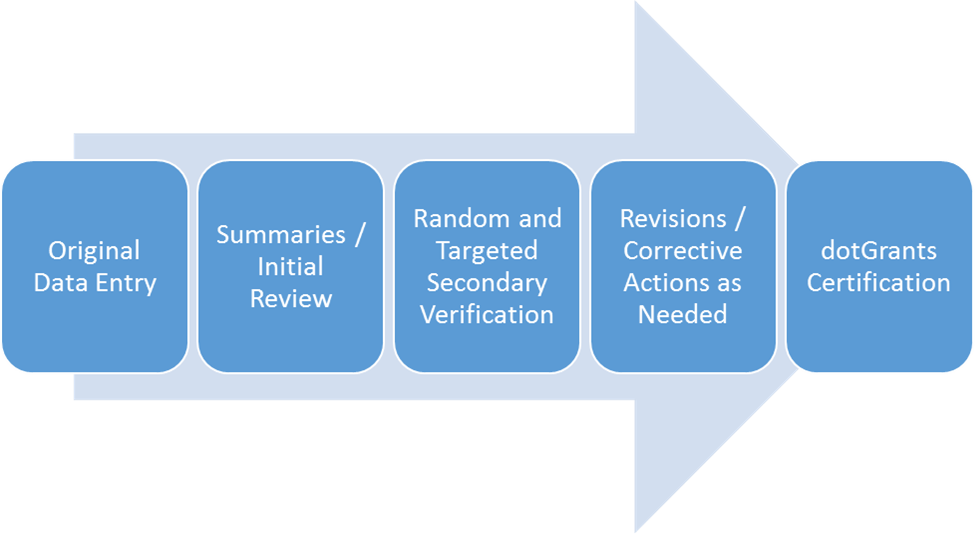 Original
Data Entry
Summaries /
Initial
Review
Random and
Targeted
Secondary
Verification
Revisions /
Corrective
Actions as
Needed
dotGrants
Certification